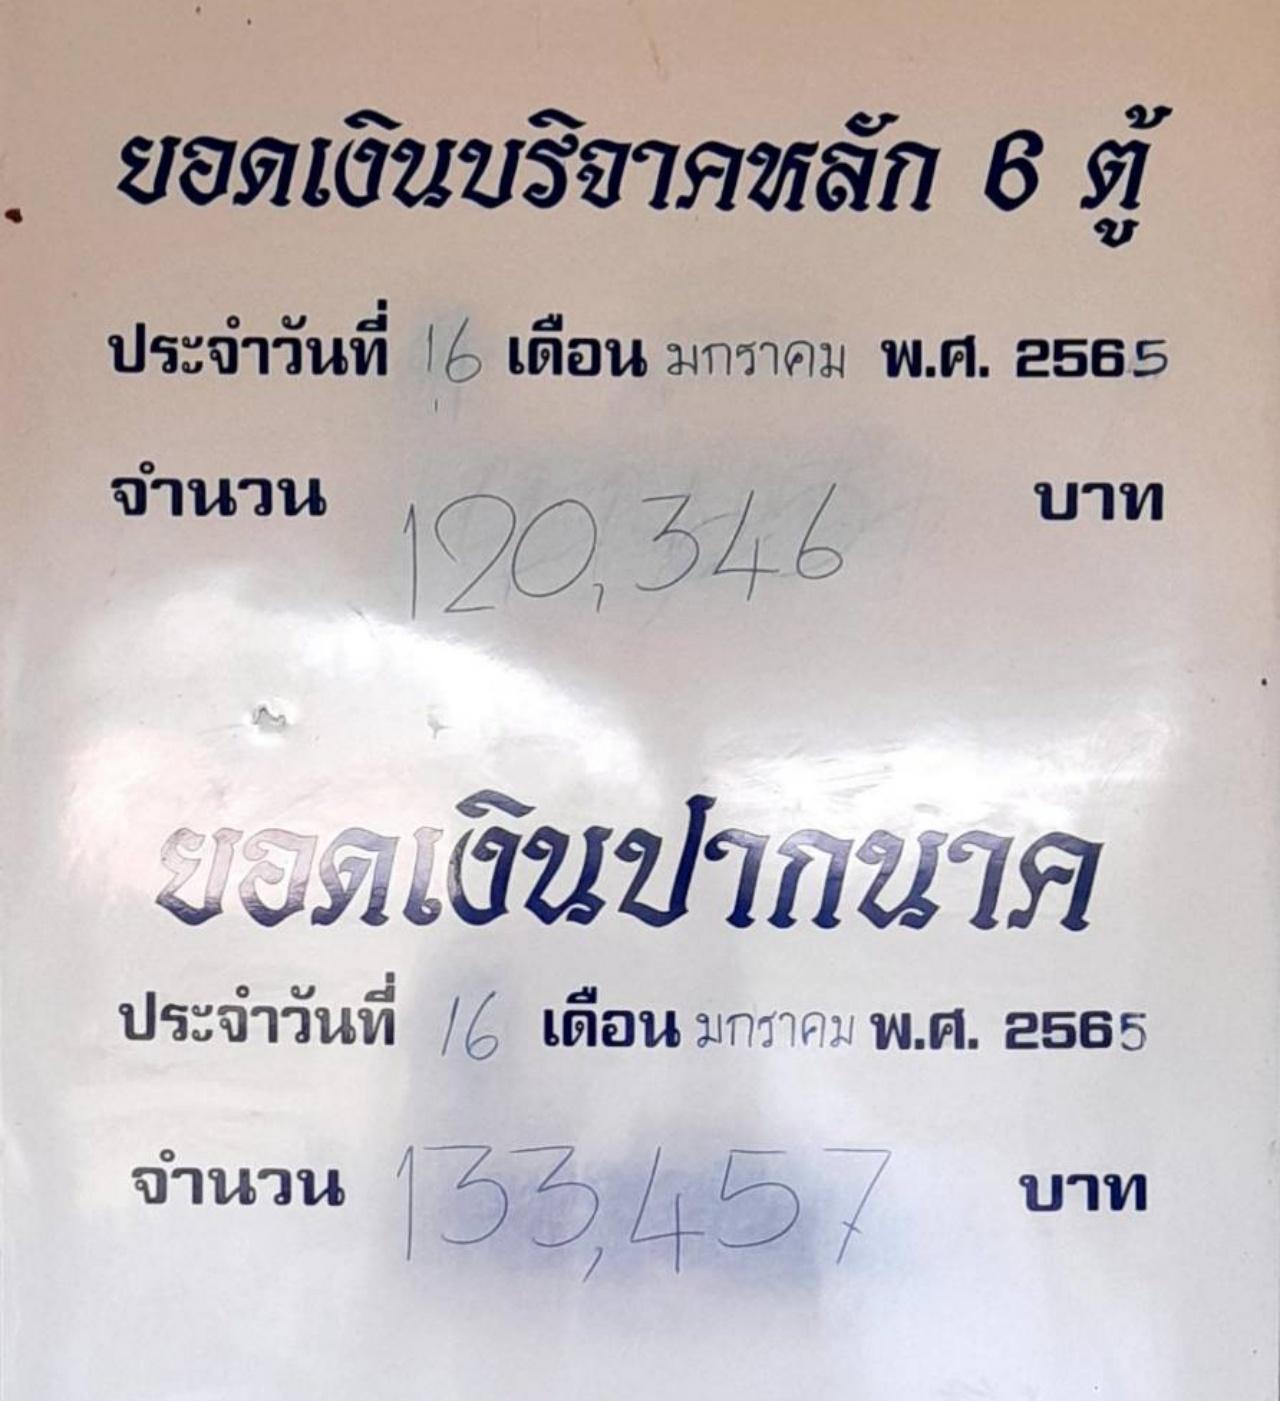 ยอดเงินบริจาคหลัก 6 ตู้
ประจำวันที่ 16 เดือน มกราคม พ.ศ. 2565
จำนวน 120,346 บาท
ยอดเงินปากนาค
ประจำวันที่ 16 เดือน มกราคม พ.ศ. 2565
จำนวน 133,457 บาท